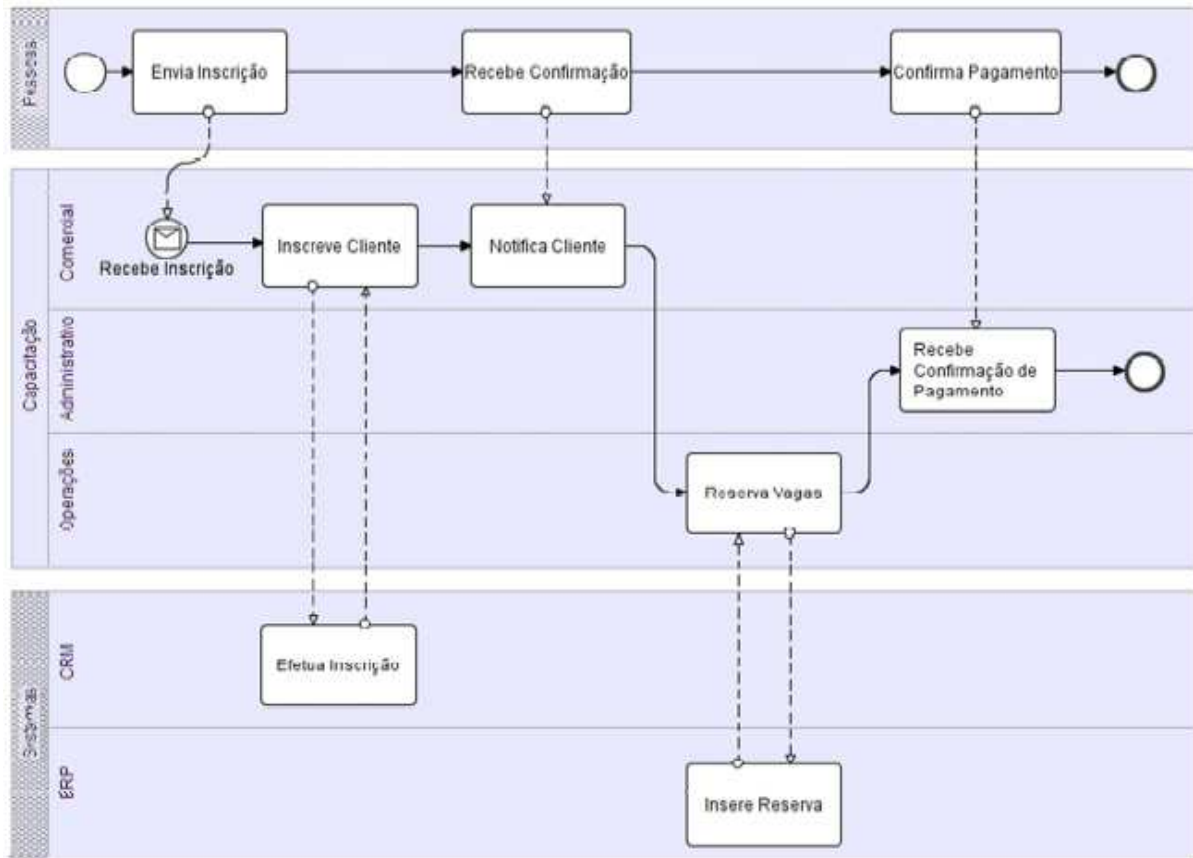 Pessoas
Envia Inscrição
Recebe Confirmação
Confirma Pagamento
Capacitação
Comercial
Recebe Inscrição
Inscreve Cliente
Notifica Cliente
Administrativo
Recebe
Confirmação de
Pagamento
Operações
Reserva Vagas
Sistemas
CRM
Efetua Inscrição
ERP
Insere Reserva